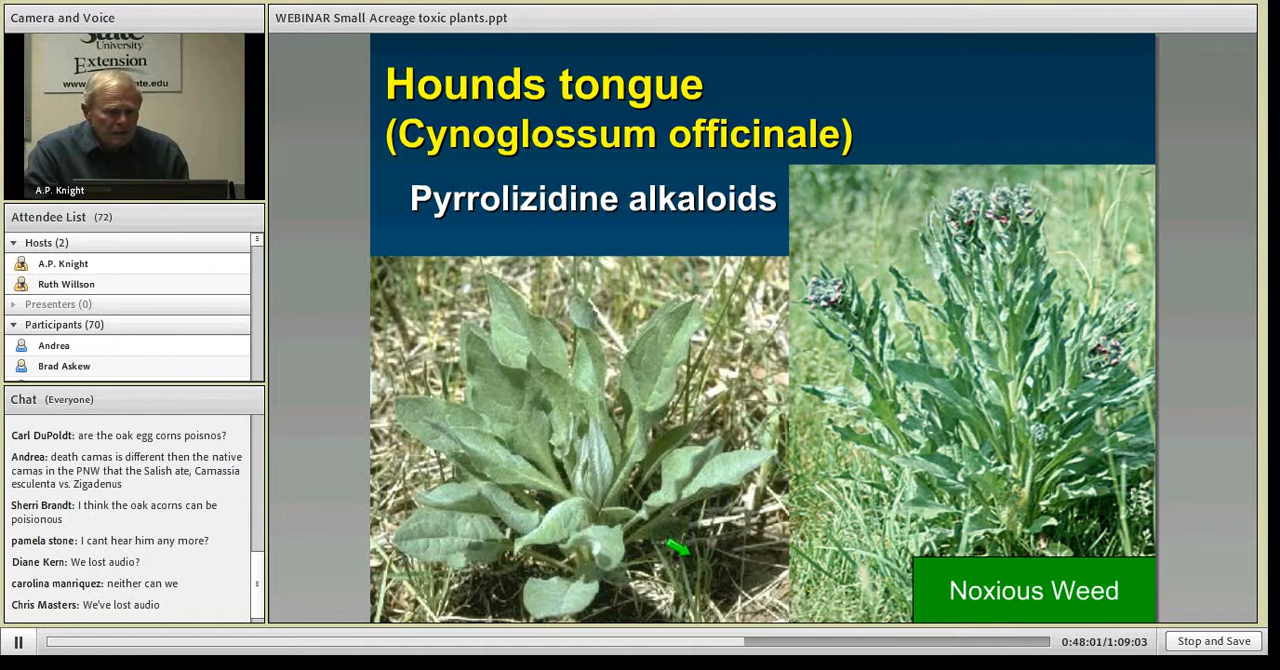 Camera and Voice
State
University
Extension
A.P. Knight
Attendee List (72)
Hosts (2)
A.P. Knight
Ruth Willson
Presenters (0)
Participants (70)
Andrea
Brad Askew
Chat (Everyone)
Carl DuPoldt: are the oak egg corns poisnos?
Andrea: death camas is different then the native
camas in the PNW that the Salish ate, Camassia
esculenta vs. Zigadenus
Sherri Brandt: I think the oak acorns can be
poisionous
pamela stone: I cant hear him any more?
Diane Kern: We lost audio?
carolina manriquez: neither can we
Chris Masters: We've lost audio
WEBINAR Small Acreage toxic plants.ppt
Hounds tongue
(Cynoglossum officinale)
Pyrrolizidine alkaloids
Noxious Weed
0:48:01/1:09:03
Stop and Save